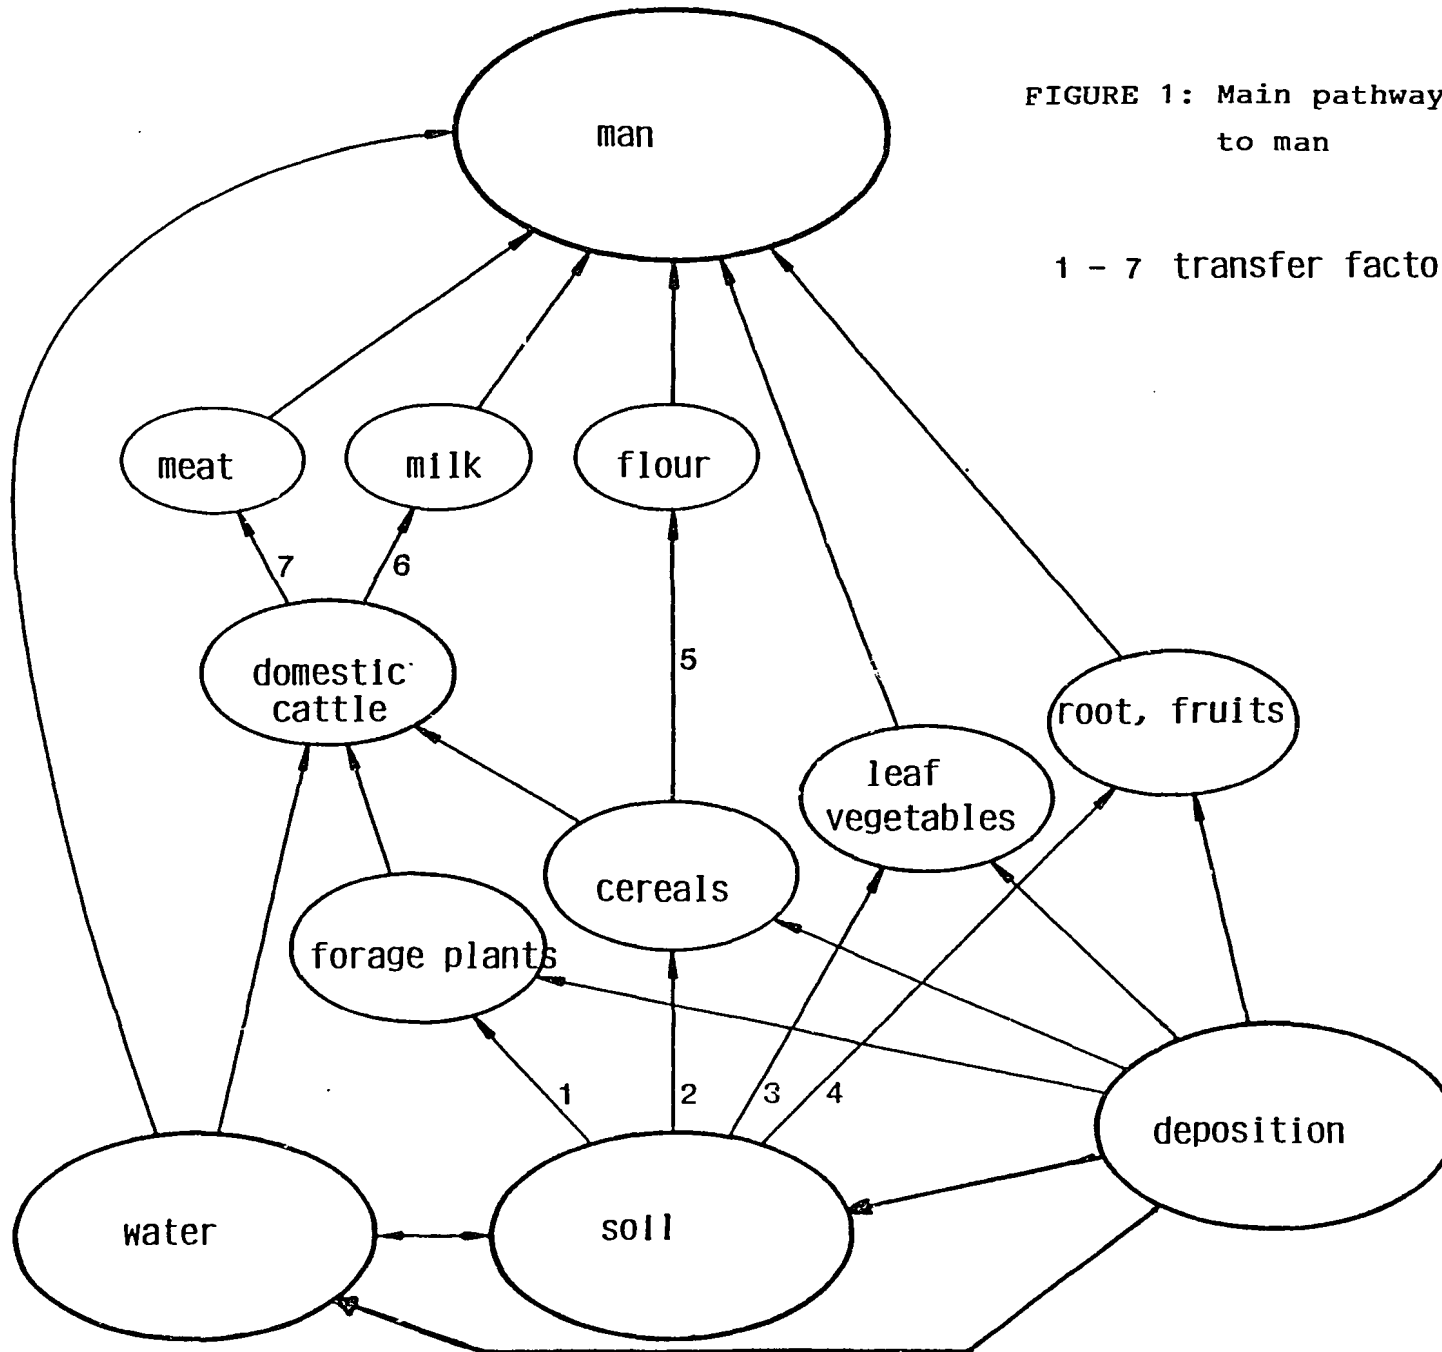 FIGURE 1: Main pathway
to man
man
1 - 7 transfer facto
meat
milk
flour
7
6
5
domestic
cattle
root, fruits
leaf
vegetables
cereals
forage plants
1
2
3
4
deposition
water
soil